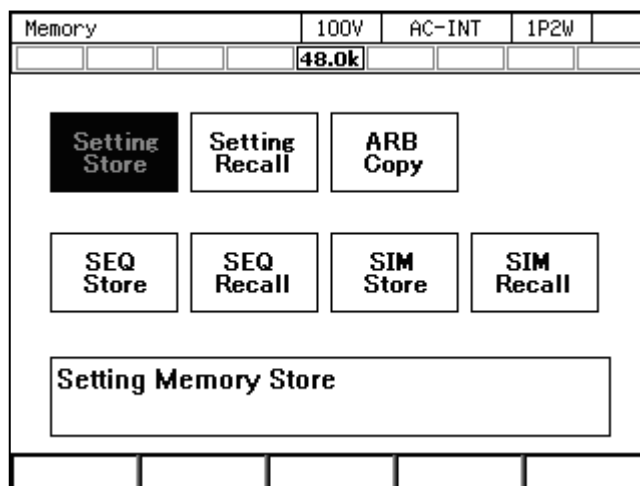 Memory 100V AC-INT 1P2W
48.0k
Setting Store
Setting Recall
ARB Copy
SEQ Store
SEQ Recall
SIM Store
SIM Recall
Setting Memory Store